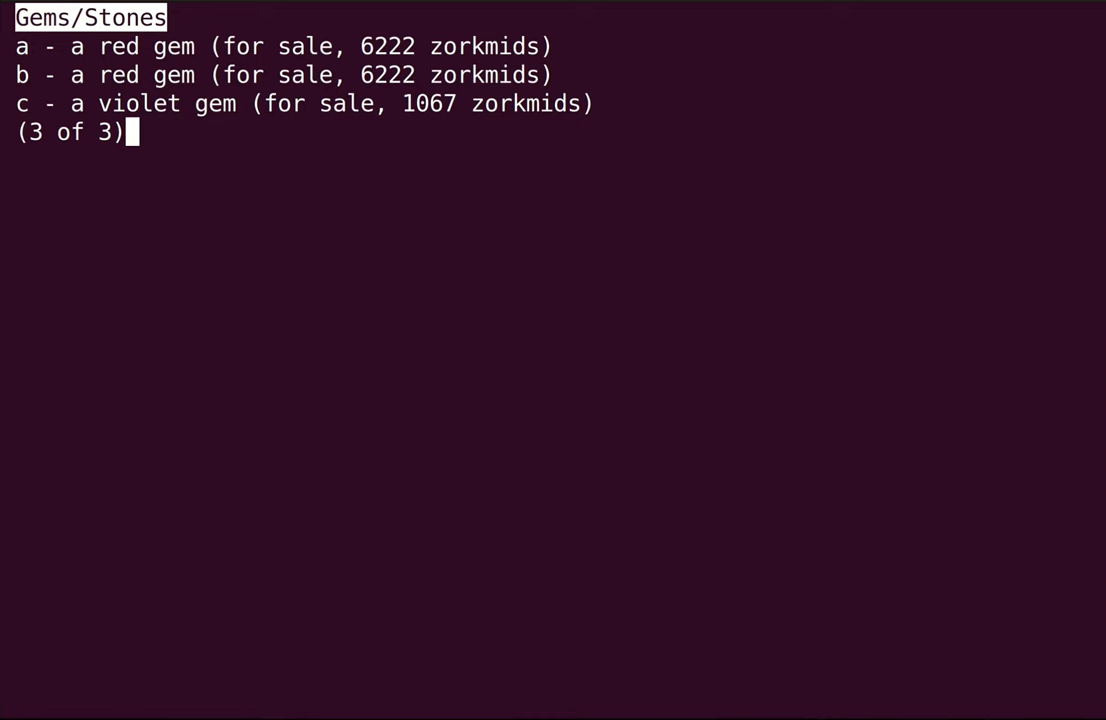 Gems/Stones
a - a red gem (for sale, 6222 zorkmids)
b - a red gem (for sale, 6222 zorkmids)
c - a violet gem (for sale, 1067 zorkmids)
(3 of 3)